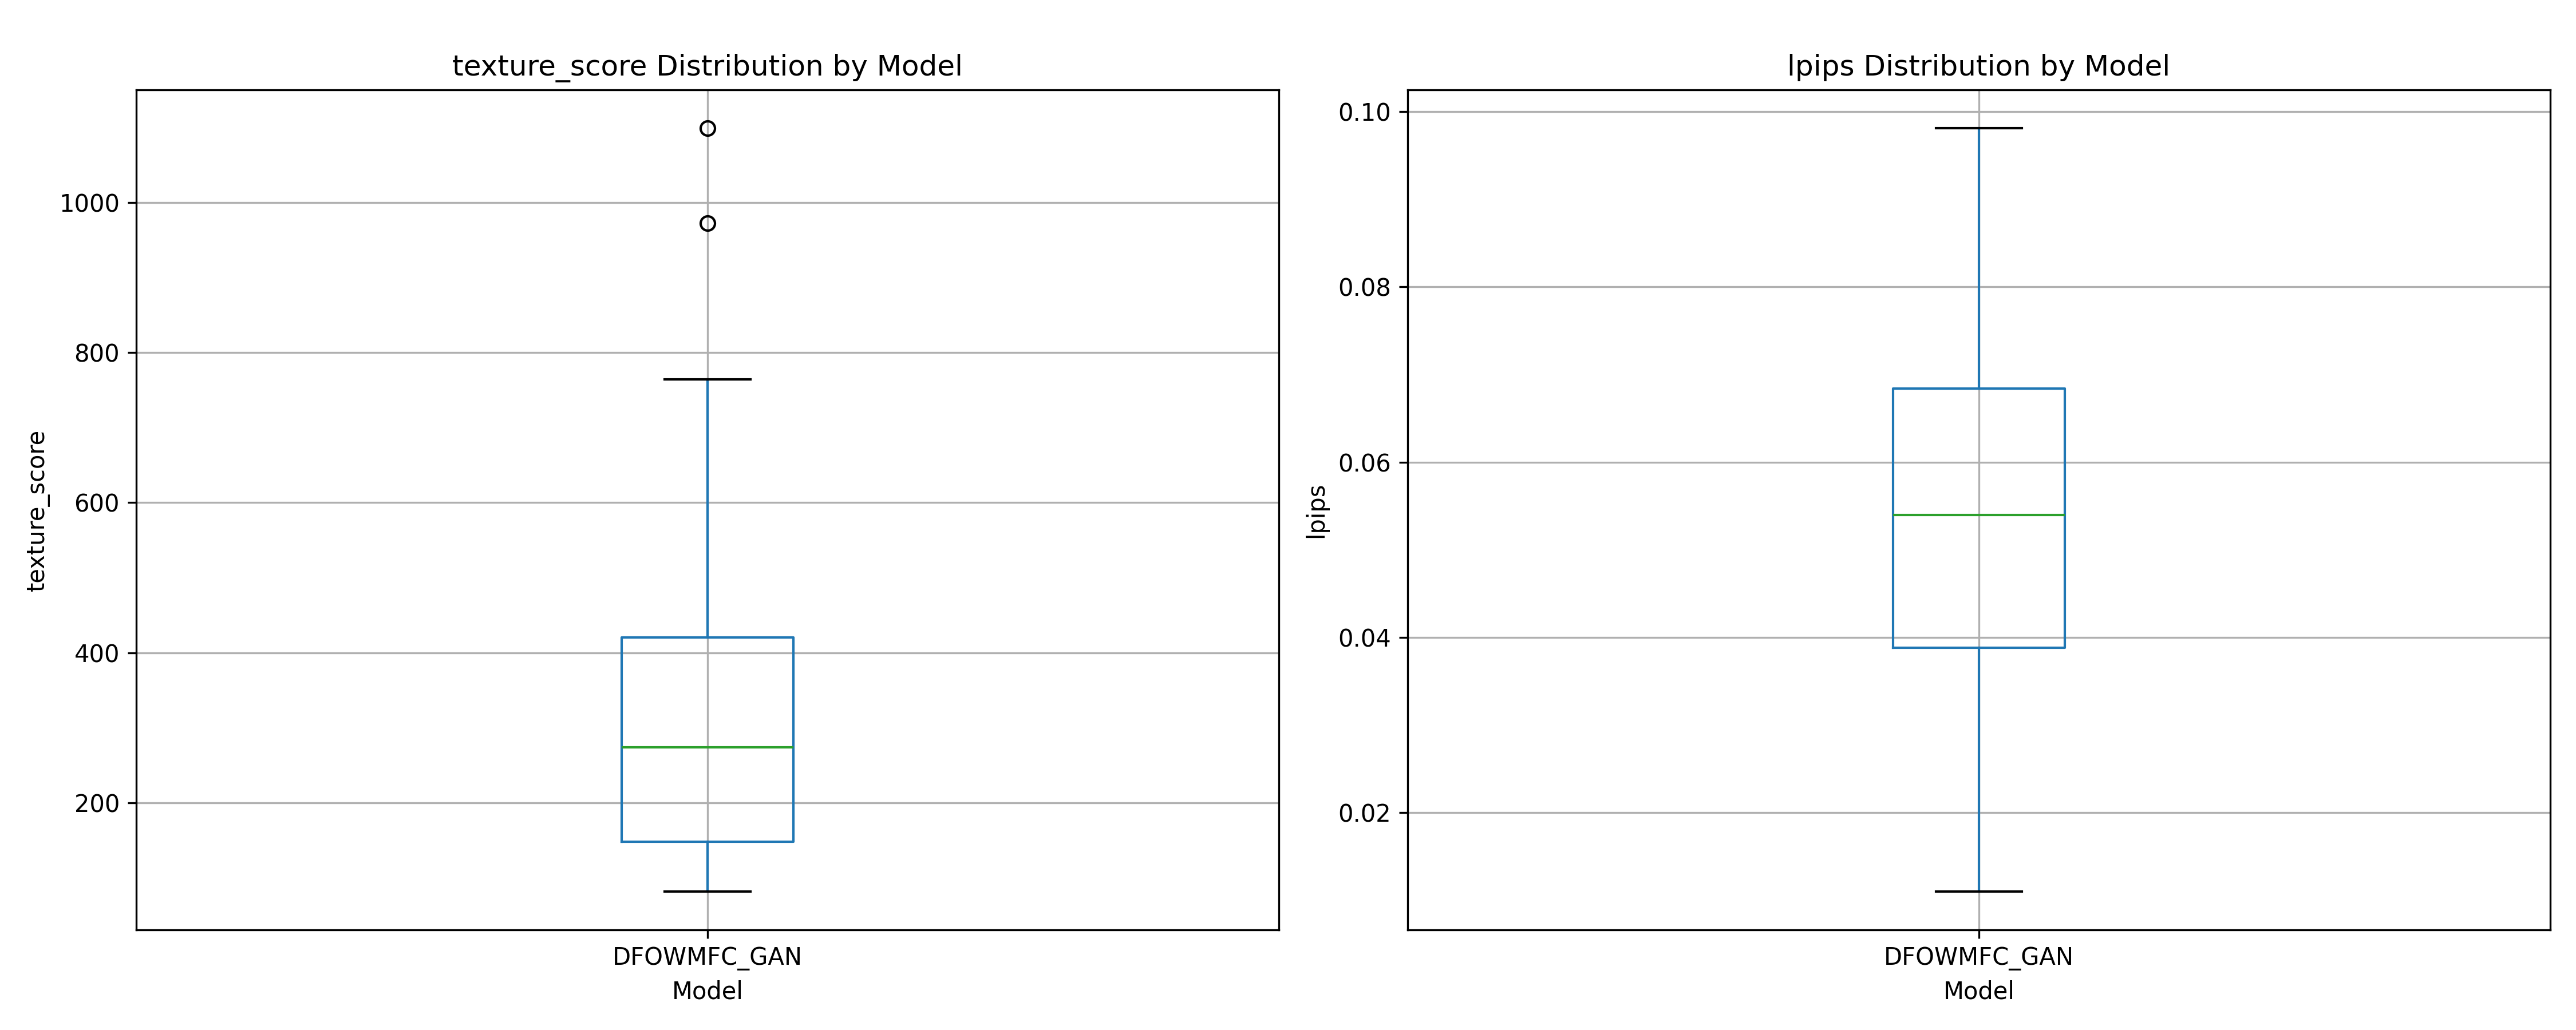 texture_score Distribution by Model
1000
800
600
400
200
texture_score
DFOWMFC_GAN
Model
lpips Distribution by Model
0.10
0.08
0.06
0.04
0.02
lpips
DFOWMFC_GAN
Model